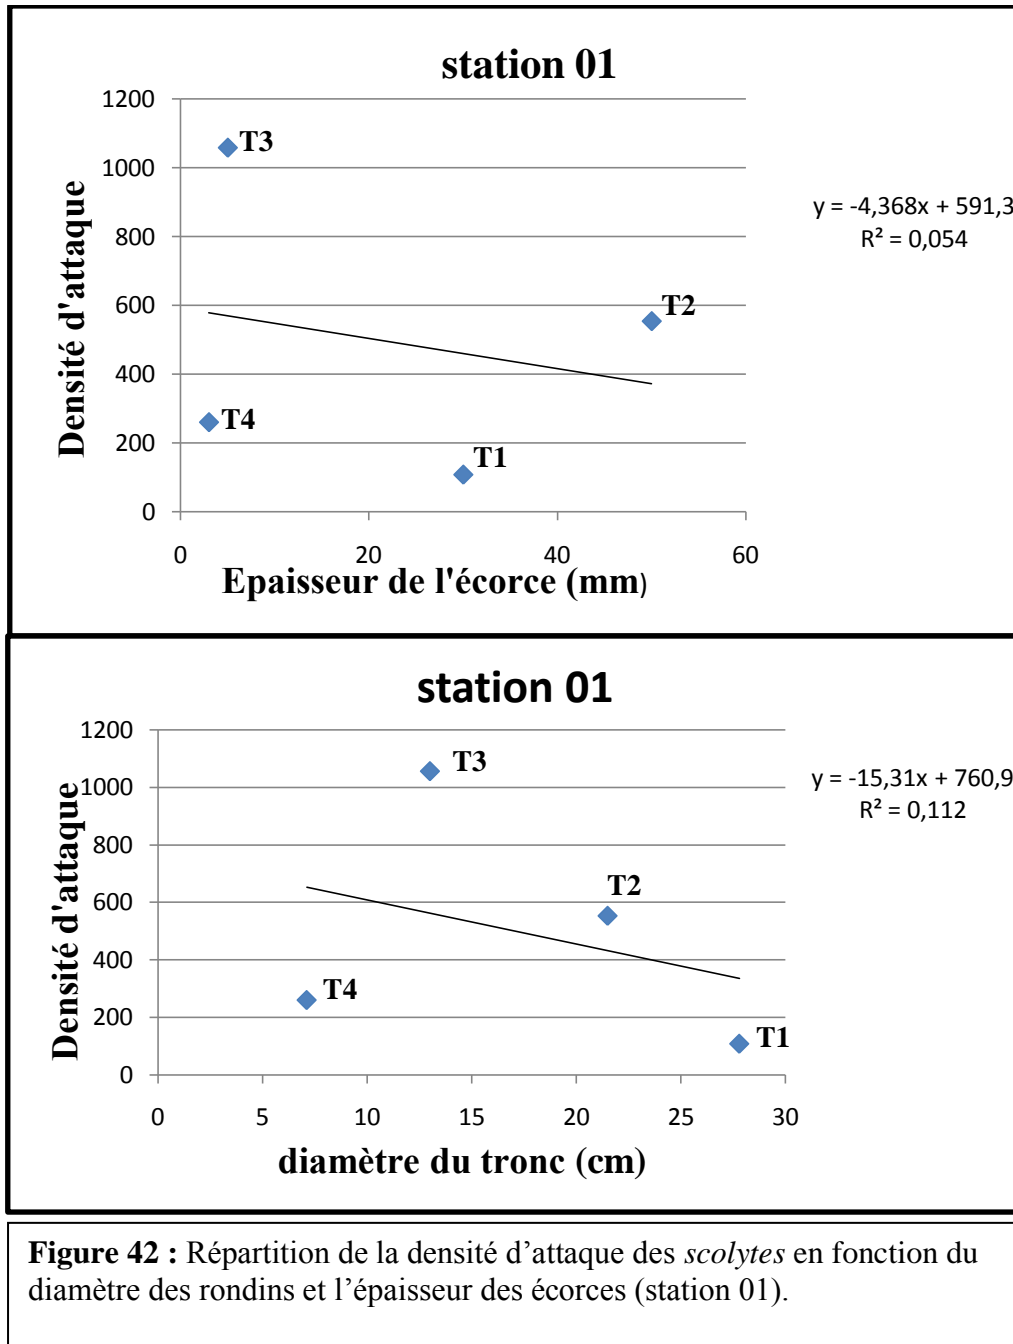 station 01
1200
1000
800
600
400
200
0
T3
T2
T4
T1
y = -4,368x + 591,3
R² = 0,054
Densité d'attaque
0 20 40 60
Epaisseur de l'écorce (mm)
station 01
1200
1000
800
600
400
200
0
T3
T2
T4
T1
y = -15,31x + 760,9
R² = 0,112
Densité d'attaque
0 5 10 15 20 25 30
diamètre du tronc (cm)
Figure 42 : Répartition de la densité d’attaque des scolytes en fonction du
diamètre des rondins et l’épaisseur des écorces (station 01).